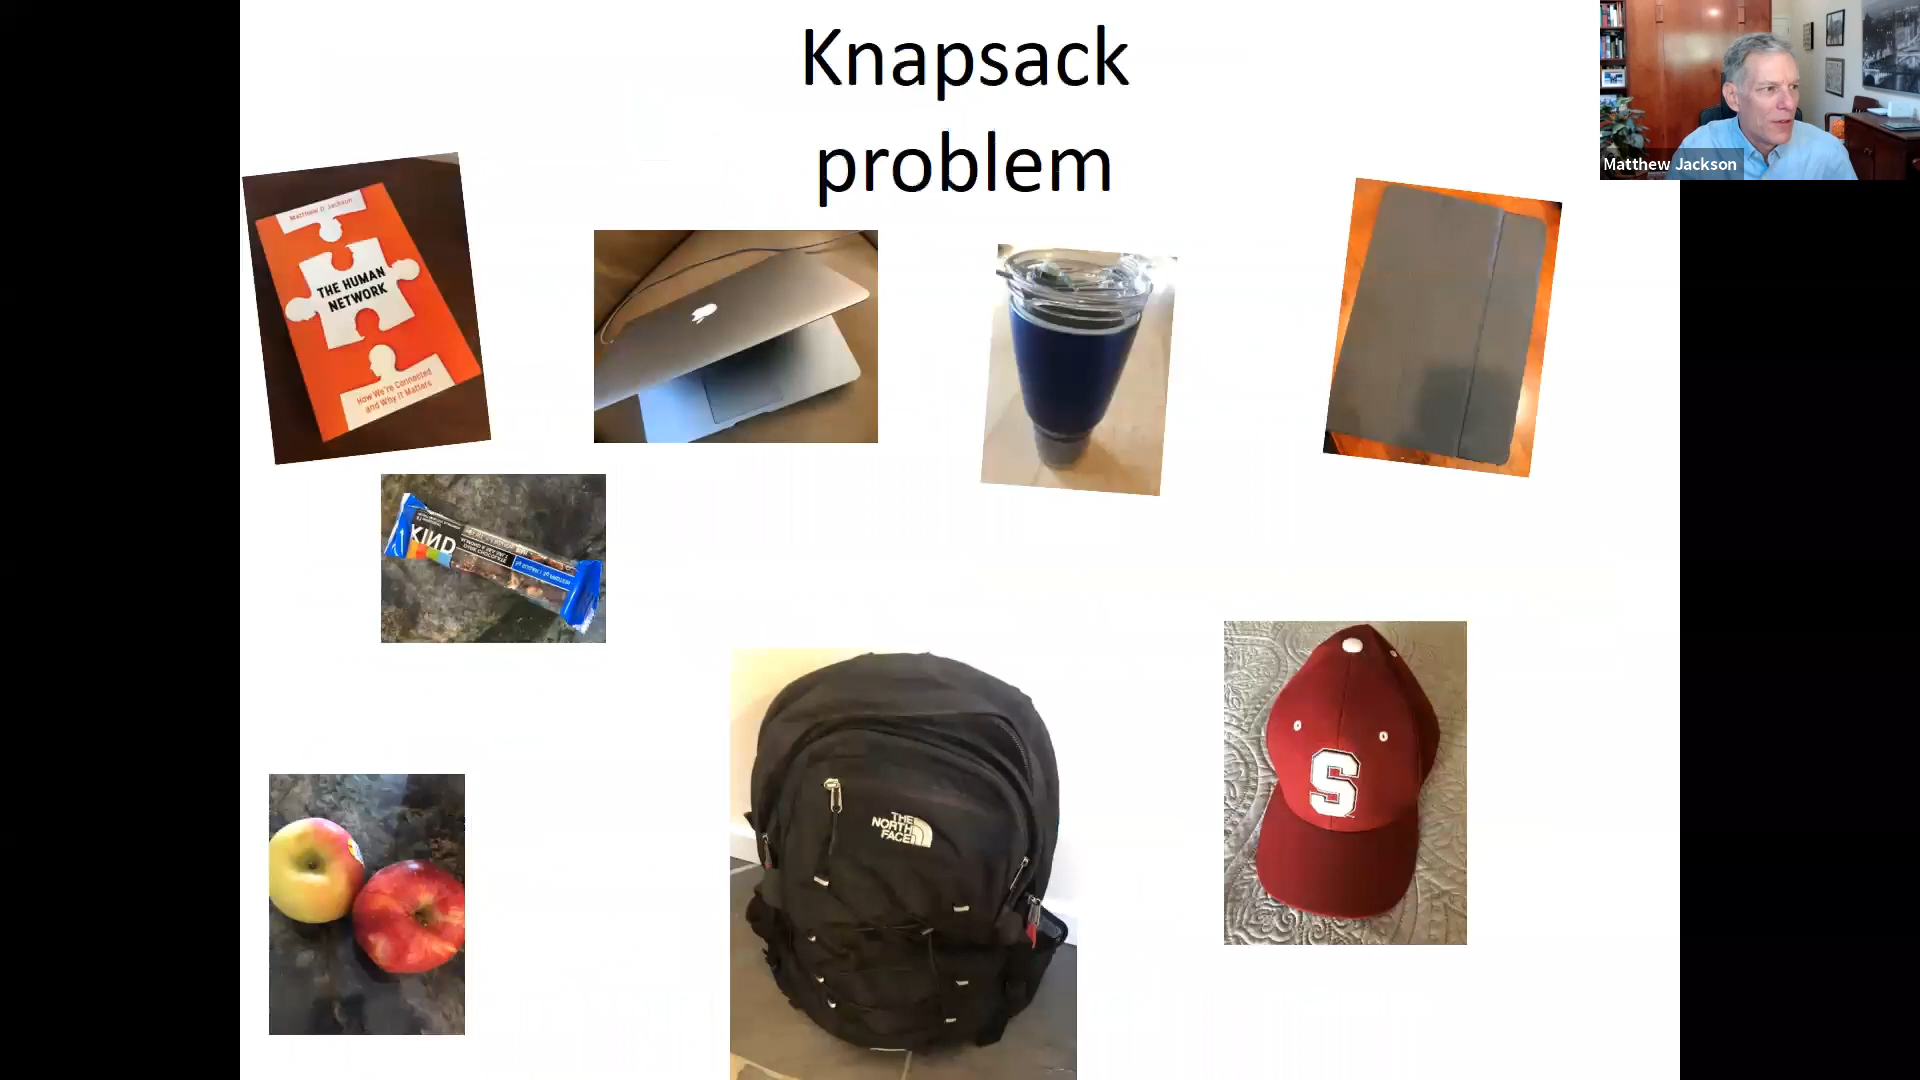 Knapsack
problem
Matthew Jackson
Matthew O. Jackson
THE HUMAN
NETWORK
How We're Connected
and Why It Matters
KIND
THE
NORTH
FACE
S